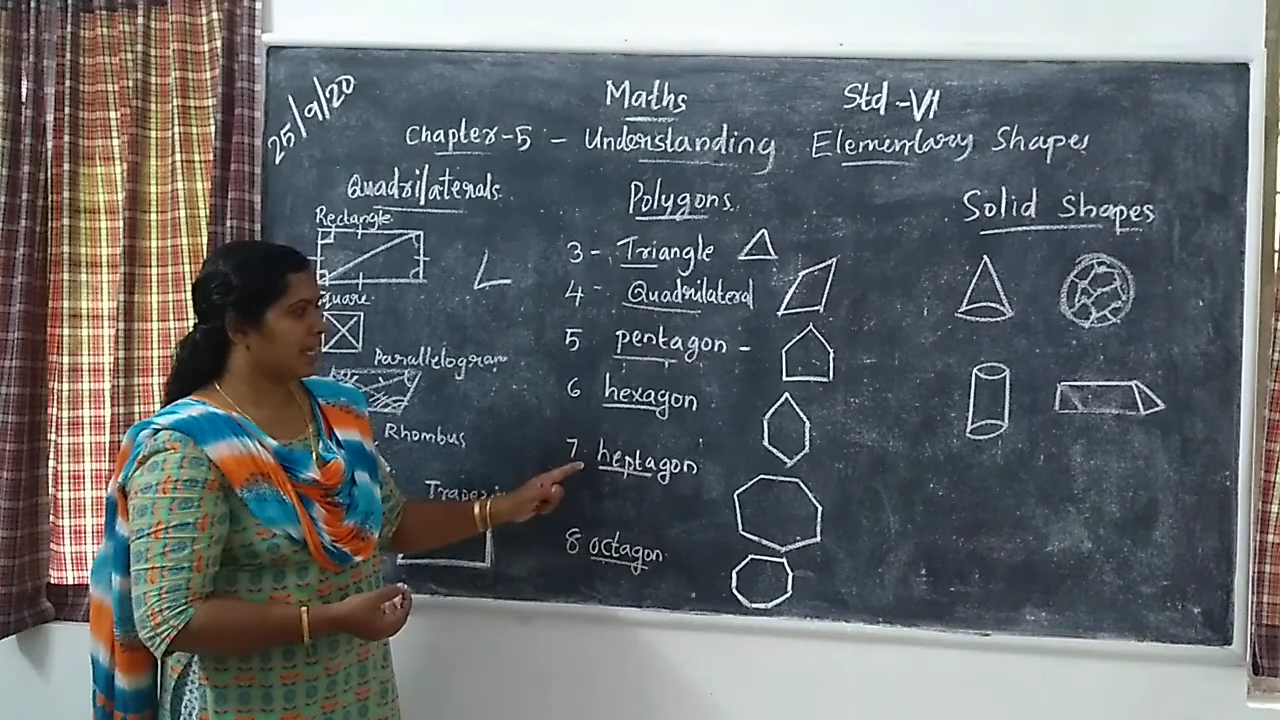 25/9/20
Maths
Std - VI
Chapter-5 - Understanding Elementary Shapes
Quadrilaterals
Rectangle
quare
Parallelogram
Rhombus
Polygons
3 - Triangle
4 - Quadrilateral
5 pentagon -
6 hexagon
7 heptagon
8 octagon
Solid Shapes